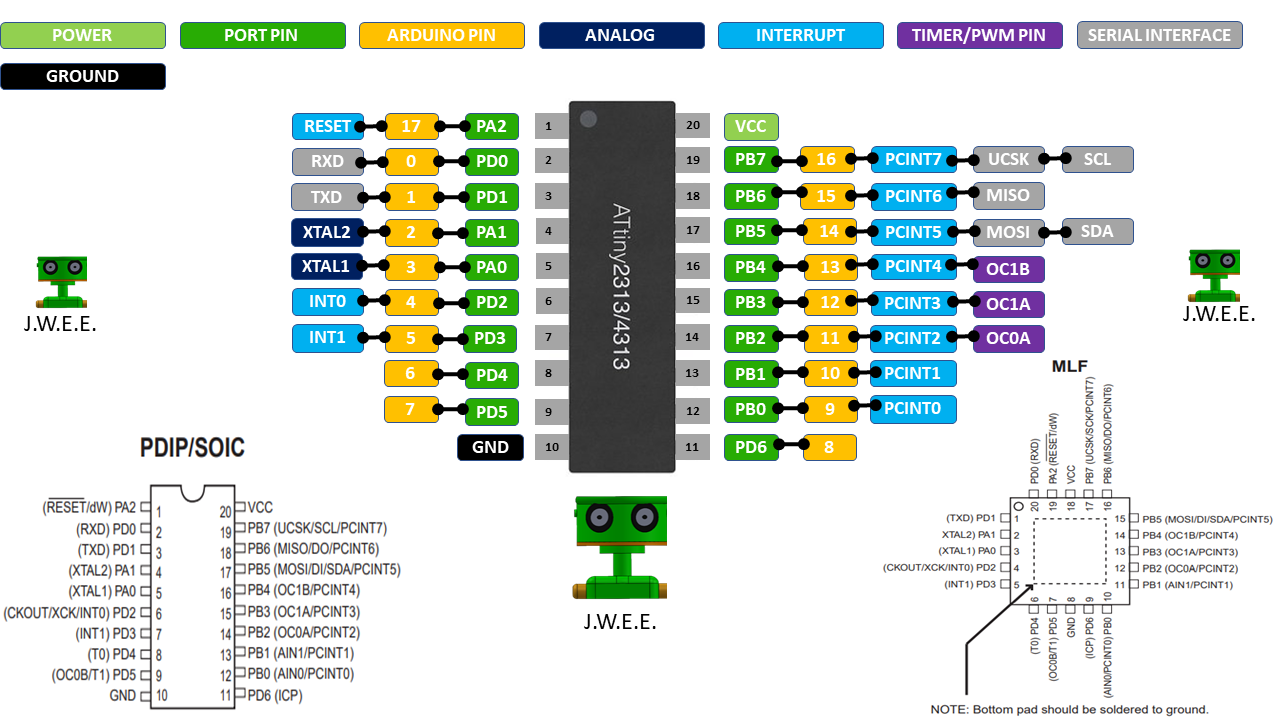 POWER PORT PIN ARDUINO PIN ANALOG INTERRUPT TIMER/PWM PIN SERIAL INTERFACE
GROUND
RESET 17 PA2 1 20 VCC
RXD 0 PD0 2 19 PB7 16 PCINT7 UCSK SCL
TXD 1 PD1 3 18 PB6 15 PCINT6 MISO
XTAL2 2 PA1 4 17 PB5 14 PCINT5 MOSI SDA
XTAL1 3 PA0 5 16 PB4 13 PCINT4 OC1B
INT0 4 PD2 6 15 PB3 12 PCINT3 OC1A
INT1 5 PD3 7 14 PB2 11 PCINT2 OC0A
6 PD4 8 13 PB1 10 PCINT1
7 PD5 9 12 PB0 9 PCINT0
GND 10 11 PD6 8
ATtiny2313/4313
J.W.E.E.
J.W.E.E.
J.W.E.E.
PDIP/SOIC
(RESET/dW) PA2 1 20 VCC
(RXD) PD0 2 19 PB7 (UCSK/SCL/PCINT7)
(TXD) PD1 3 18 PB6 (MISO/DO/PCINT6)
(XTAL2) PA1 4 17 PB5 (MOSI/DI/SDA/PCINT5)
(XTAL1) PA0 5 16 PB4 (OC1B/PCINT4)
(CKOUT/XCK/INT0) PD2 6 15 PB3 (OC1A/PCINT3)
(INT1) PD3 7 14 PB2 (OC0A/PCINT2)
(T0) PD4 8 13 PB1 (AIN1/PCINT1)
(OC0B/T1) PD5 9 12 PB0 (AIN0/PCINT0)
GND 10 11 PD6 (ICP)
MLF
PD0 (RXD)
PA2 (RESET/dW)
VCC
PB7 (UCSK/SCK/PCINT7)
PB6 (MISO/DO/PCINT6)
20 19 18 17 16
(TXD) PD1 1 15 PB5 (MOSI/DI/SDA/PCINT5)
XTAL2) PA1 2 14 PB4 (OC1B/PCINT4)
(XTAL1) PA0 3 13 PB3 (OC1A/PCINT3)
(CKOUT/XCK/INT0) PD2 4 12 PB2 (OC0A/PCINT2)
(INT1) PD3 5 11 PB1 (AIN1/PCINT1)
6 7 8 9 10
(T0) PD4
(OC0B/T1) PD5
GND
(ICP) PD6
(AIN0/PCINT0) PB0
NOTE: Bottom pad should be soldered to ground.